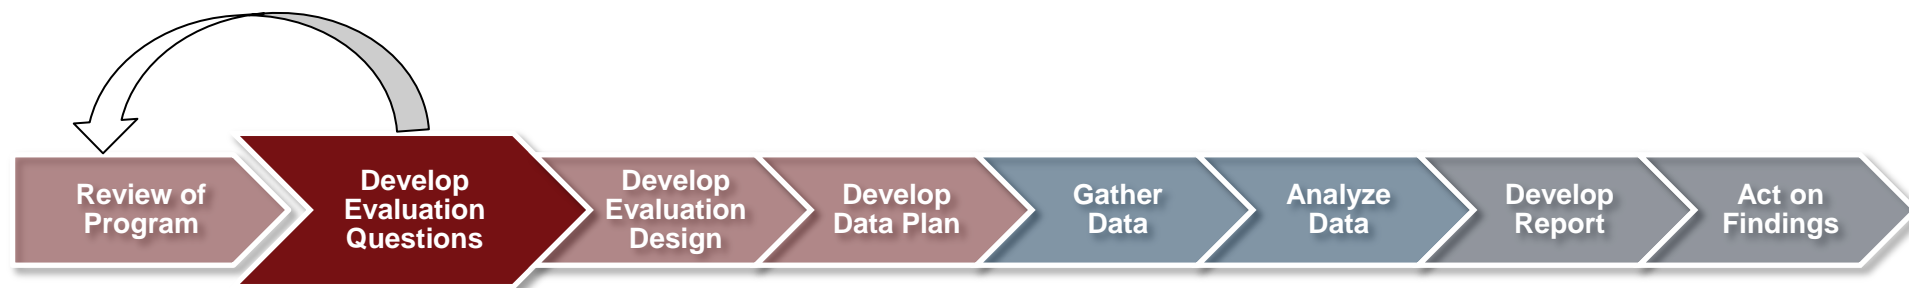 Review of
Program
Develop
Evaluation
Questions
Develop
Evaluation
Design
Develop
Data Plan
Gather
Data
Analyze
Data
Develop
Report
Act on
Findings